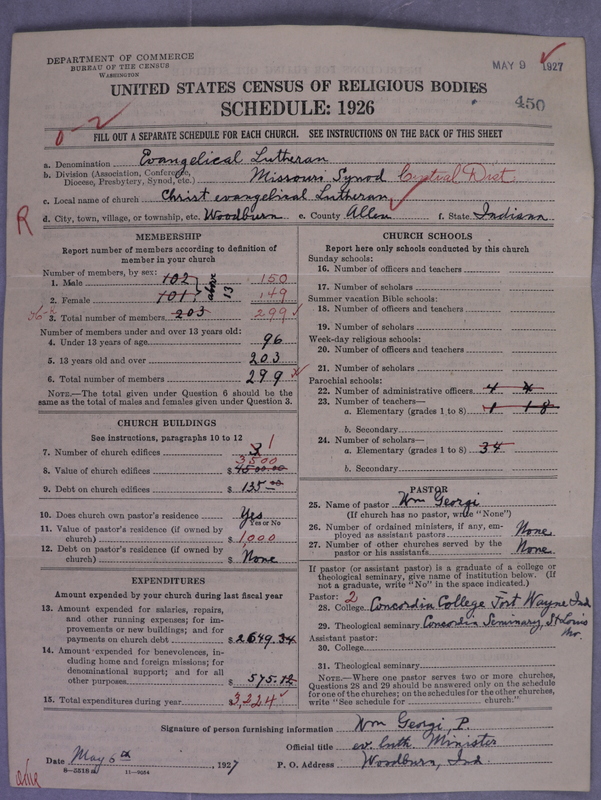 DEPARTMENT OF COMMERCE
BUREAU OF THE CENSUS
WASHINGTON
MAY 9 1927
450
UNITED STATES CENSUS OF RELIGIOUS BODIES
SCHEDULE: 1926
FILL OUT A SEPARATE SCHEDULE FOR EACH CHURCH. SEE INSTRUCTIONS ON THE BACK OF THIS SHEET
a. Denomination Evangelical Lutheran
b. Division (Association, Conference, Diocese, Presbytery, Synod, etc.) Missouri Synod Central Dist.
c. Local name of church Christ evangelical Lutheran
d. City, town, village, or township, etc. Woodburn e. County Allen f. State Indiana
R
MEMBERSHIP
Report number of members according to definition of
member in your church
Number of members, by sex:
1. Male 102 150
2. Female 101 149
above 13
3. Total number of members 203 299
Number of members under and over 13 years old:
4. Under 13 years of age 96
5. 13 years old and over 203
6. Total number of members 299
NOTE.—The total given under Question 6 should be the
same as the total of males and females given under Question 3.
CHURCH BUILDINGS
See instructions, paragraphs 10 to 12
7. Number of church edifices 1
8. Value of church edifices $ 3500
9. Debt on church edifices $ 135.00
10. Does church own pastor's residence Yes
Yes or No
11. Value of pastor's residence (if owned by
church) $ 1000
12. Debt on pastor's residence (if owned by
church) $ None
EXPENDITURES
Amount expended by your church during last fiscal year
13. Amount expended for salaries, repairs,
and other running expenses; for im-
provements or new buildings; and for
payments on church debt $ 2649.34
14. Amount expended for benevolences, in-
cluding home and foreign missions; for
denominational support; and for all
other purposes $ 575.12
15. Total expenditures during year $ 3,224
CHURCH SCHOOLS
Report here only schools conducted by this church
Sunday schools:
16. Number of officers and teachers
17. Number of scholars
Summer vacation Bible schools:
18. Number of officers and teachers
19. Number of scholars
Week-day religious schools:
20. Number of officers and teachers
21. Number of scholars
Parochial schools:
22. Number of administrative officers
23. Number of teachers—
a. Elementary (grades 1 to 8)
b. Secondary
24. Number of scholars—
a. Elementary (grades 1 to 8) 34
b. Secondary
PASTOR
25. Name of pastor Wm Georgi
(If church has no pastor, write "None")
26. Number of ordained ministers, if any, em-
ployed as assistant pastors None
27. Number of other churches served by the
pastor or his assistants None
If pastor (or assistant pastor) is a graduate of a college or
theological seminary, give name of institution below. (If
not a graduate, write "No" in the space indicated.)
Pastor: 2
28. College Concordia College Fort Wayne Ind
29. Theological seminary Concordia Seminary, St Louis
Mo.
Assistant pastor:
30. College
31. Theological seminary
NOTE.—Where one pastor serves two or more churches,
Questions 28 and 29 should be answered only on the schedule
for one of the churches; on the schedules for the other churches,
write "See schedule for church."
Signature of person furnishing information Wm Georgi, P.
Official title ev. luth. Minister
Date May 6th, 1927 P. O. Address Woodburn, Ind.
8—3318a 11—9084